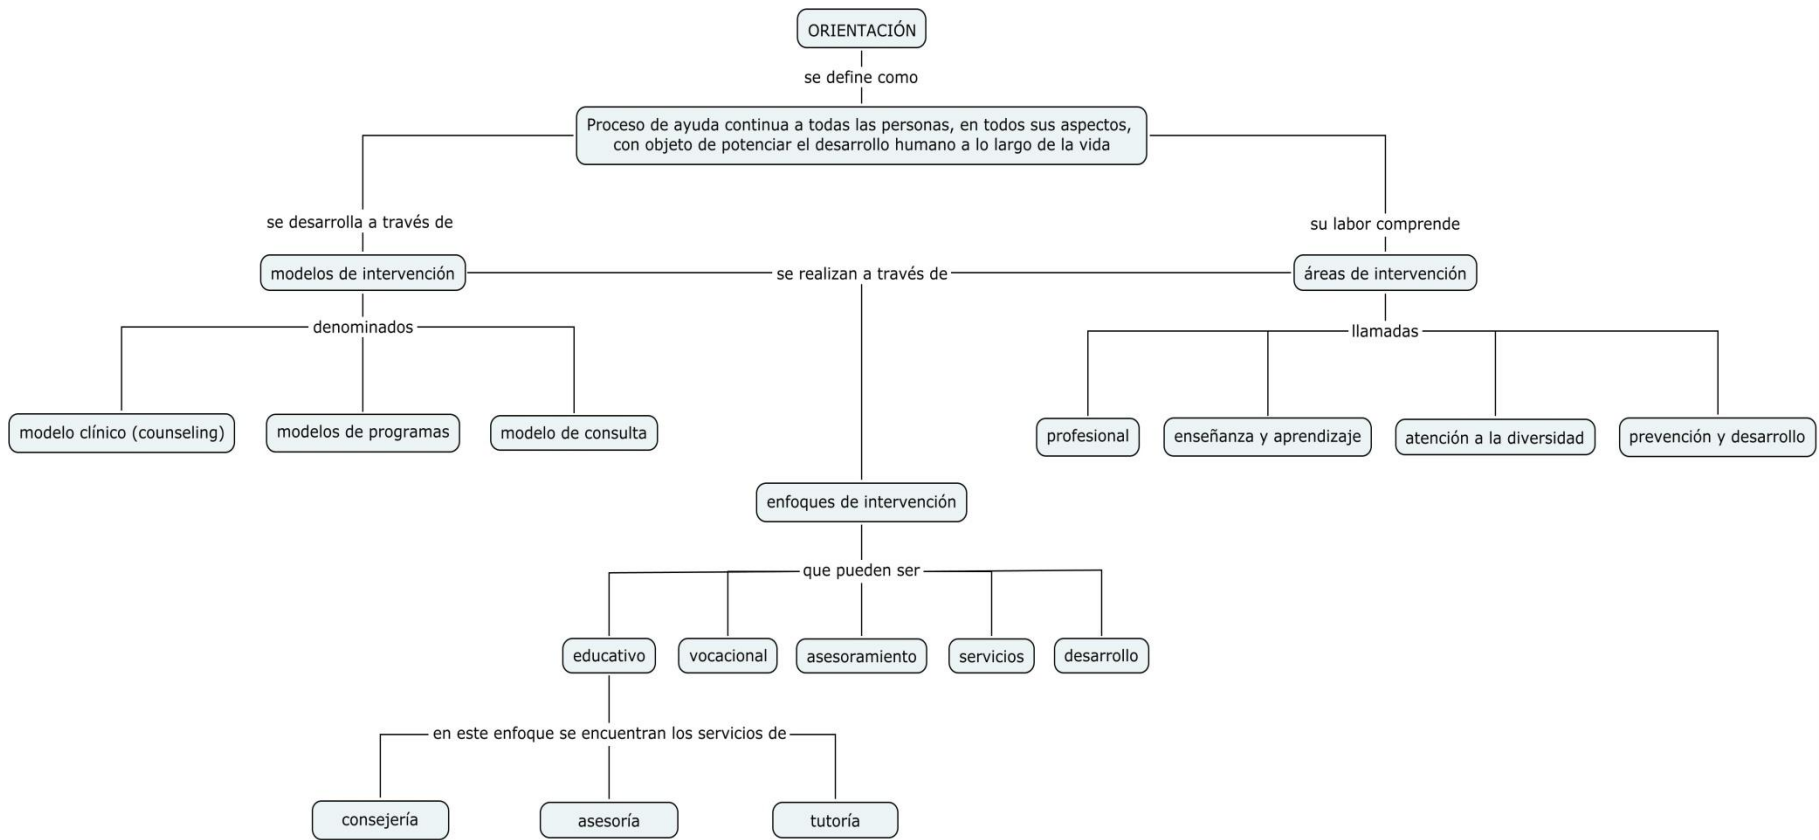 ORIENTACIÓN
se define como
Proceso de ayuda continua a todas las personas, en todos sus aspectos,
con objeto de potenciar el desarrollo humano a lo largo de la vida
se desarrolla a través de
su labor comprende
modelos de intervención
se realizan a través de
áreas de intervención
denominados
llamadas
modelo clínico (counseling)
modelos de programas
modelo de consulta
profesional
enseñanza y aprendizaje
atención a la diversidad
prevención y desarrollo
enfoques de intervención
que pueden ser
educativo
vocacional
asesoramiento
servicios
desarrollo
en este enfoque se encuentran los servicios de
consejería
asesoría
tutoría